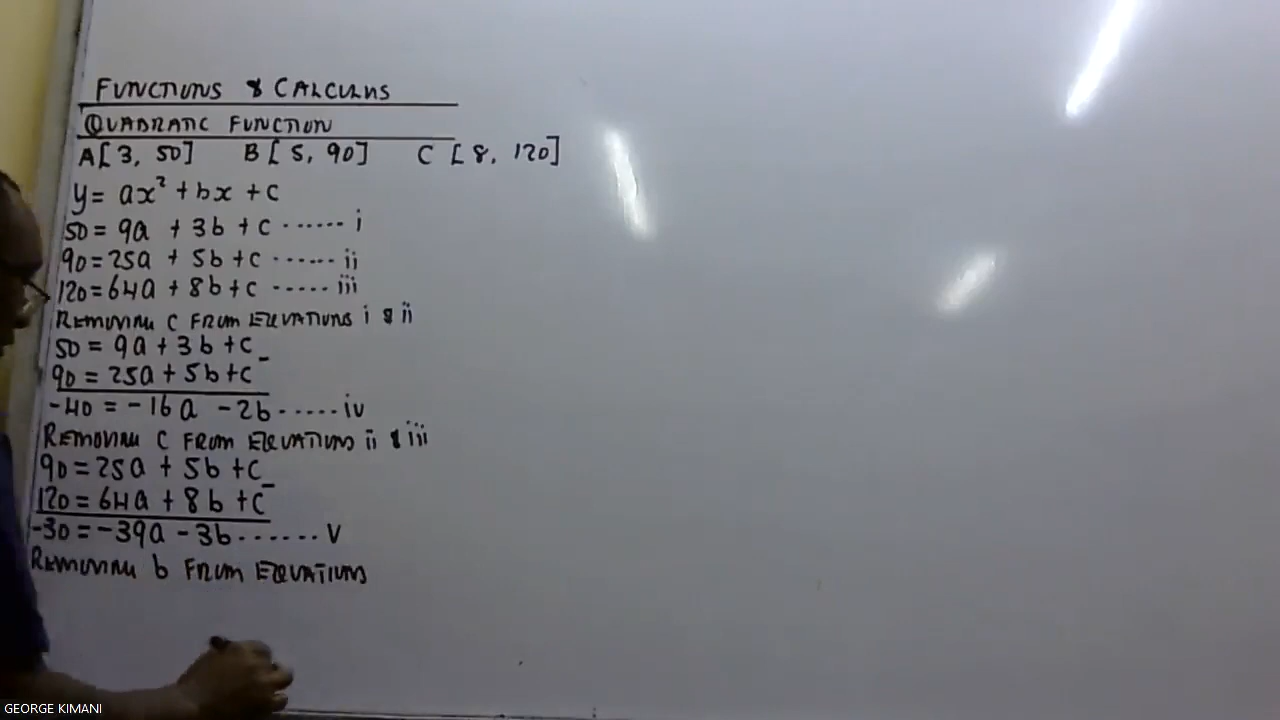 FUNCTIONS & CALCULUS
QUADRATIC FUNCTION
A[3, 50] B[5, 90] C[8, 120]
y = ax² + bx + c
50 = 9a + 3b + c ...... i
90 = 25a + 5b + c ...... ii
120 = 64a + 8b + c ...... iii
REMOVING C FROM EQUATIONS i & ii
50 = 9a + 3b + c -
90 = 25a + 5b + c
-40 = -16a - 2b ...... iv
REMOVING C FROM EQUATIONS ii & iii
90 = 25a + 5b + c -
120 = 64a + 8b + c
-30 = -39a - 3b ...... V
REMOVING b FROM EQUATIONS
GEORGE KIMANI